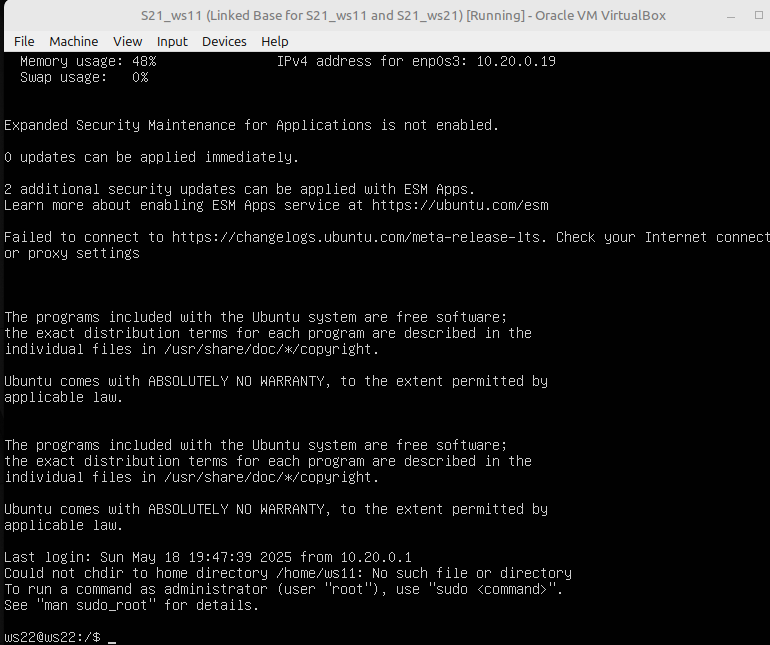 S21_ws11 (Linked Base for S21_ws11 and S21_ws21) [Running] - Oracle VM VirtualBox
File Machine View Input Devices Help
Memory usage: 48% IPv4 address for enp0s3: 10.20.0.19
Swap usage: 0%
Expanded Security Maintenance for Applications is not enabled.
0 updates can be applied immediately.
2 additional security updates can be applied with ESM Apps.
Learn more about enabling ESM Apps service at https://ubuntu.com/esm
Failed to connect to https://changelogs.ubuntu.com/meta-release-lts. Check your Internet connect
or proxy settings
The programs included with the Ubuntu system are free software;
the exact distribution terms for each program are described in the
individual files in /usr/share/doc/*/copyright.
Ubuntu comes with ABSOLUTELY NO WARRANTY, to the extent permitted by
applicable law.
The programs included with the Ubuntu system are free software;
the exact distribution terms for each program are described in the
individual files in /usr/share/doc/*/copyright.
Ubuntu comes with ABSOLUTELY NO WARRANTY, to the extent permitted by
applicable law.
Last login: Sun May 18 19:47:39 2025 from 10.20.0.1
Could not chdir to home directory /home/ws11: No such file or directory
To run a command as administrator (user "root"), use "sudo <command>".
See "man sudo_root" for details.
ws22@ws22:/$ _